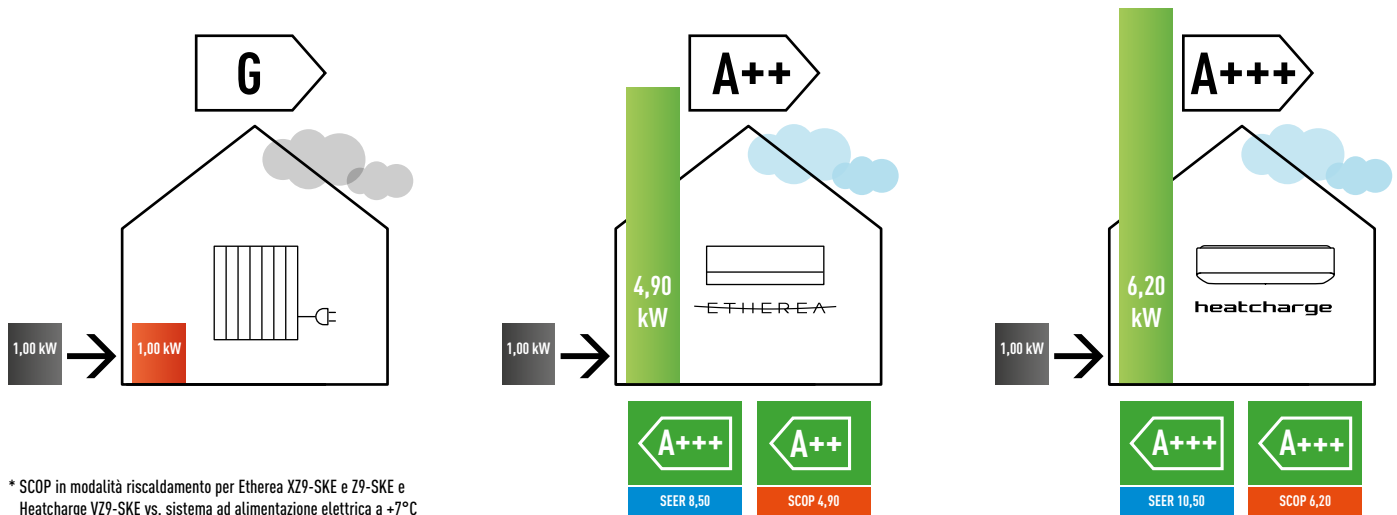 G
1,00 kW
1,00 kW
A++
1,00 kW
4,90
kW
ETHEREA
A+++
SEER 8,50
A++
SCOP 4,90
A+++
1,00 kW
6,20
kW
heatcharge
A+++
SEER 10,50
A+++
SCOP 6,20
* SCOP in modalità riscaldamento per Etherea XZ9-SKE e Z9-SKE e
Heatcharge VZ9-SKE vs. sistema ad alimentazione elettrica a +7°C